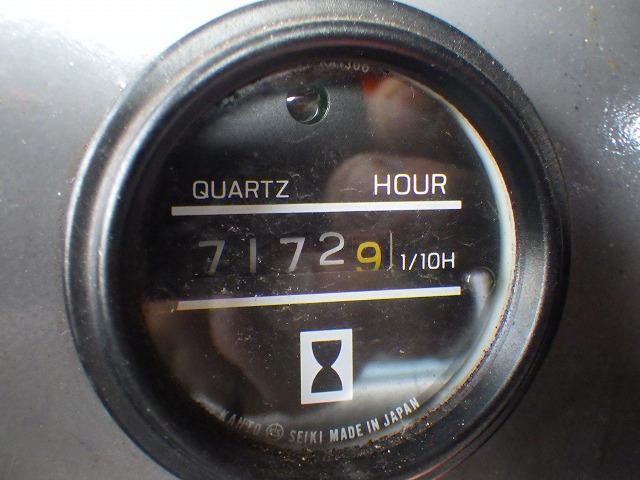 QUARTZ HOUR
71729 1/10H
KANTO SEIKI MADE IN JAPAN